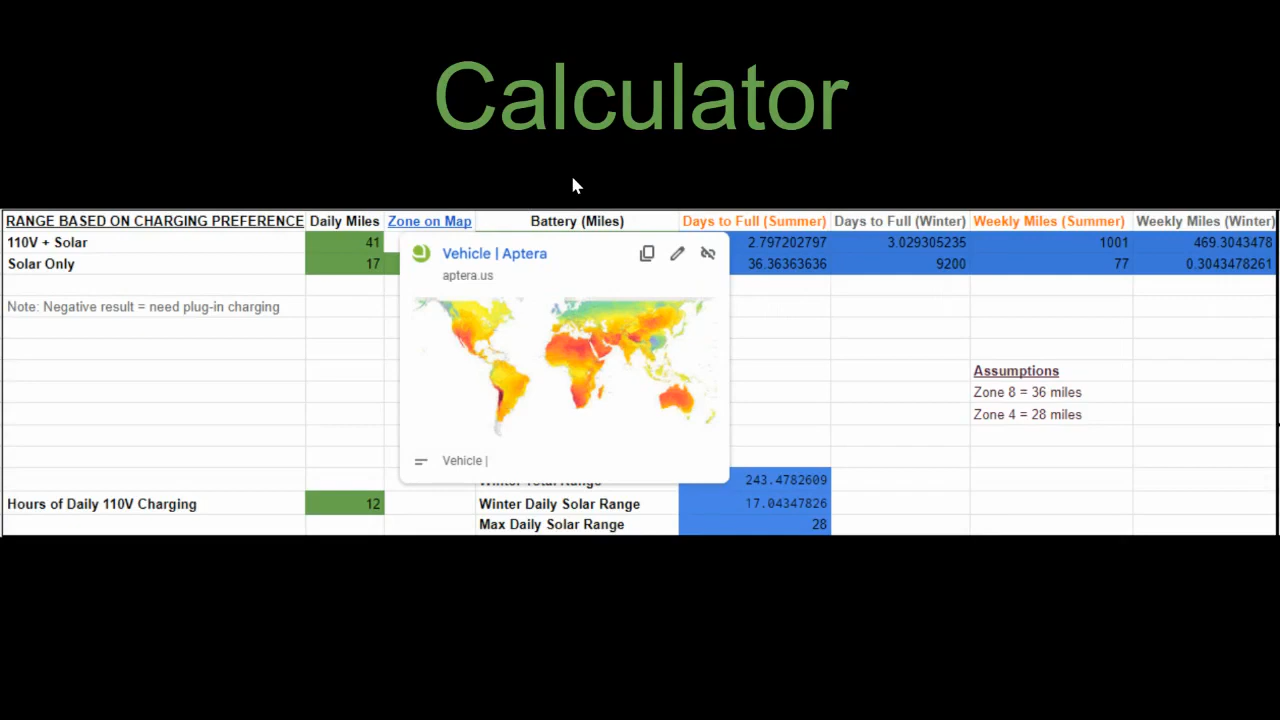 Calculator
RANGE BASED ON CHARGING PREFERENCE Daily Miles Zone on Map Battery (Miles) Days to Full (Summer) Days to Full (Winter) Weekly Miles (Summer) Weekly Miles (Winter)
110V + Solar 41 2.797202797 3.029305235 1001 469.3043478
Solar Only 17 36.36363636 9200 77 0.3043478261
Vehicle | Aptera
aptera.us
Note: Negative result = need plug-in charging
Assumptions
Zone 8 = 36 miles
Zone 4 = 28 miles
Vehicle |
Winter Total Range 243.4782609
Hours of Daily 110V Charging 12 Winter Daily Solar Range 17.04347826
Max Daily Solar Range 28